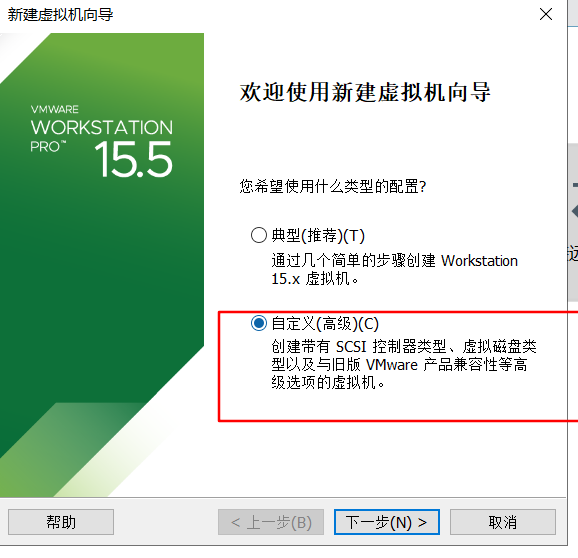 新建虚拟机向导
VMWARE
WORKSTATION
PRO™
15.5
欢迎使用新建虚拟机向导
您希望使用什么类型的配置?
典型(推荐)(T)
通过几个简单的步骤创建 Workstation
15.x 虚拟机。
自定义(高级)(C)
创建带有 SCSI 控制器类型、虚拟磁盘类
型以及与旧版 VMware 产品兼容性等高
级选项的虚拟机。
帮助
< 上一步(B)
下一步(N) >
取消